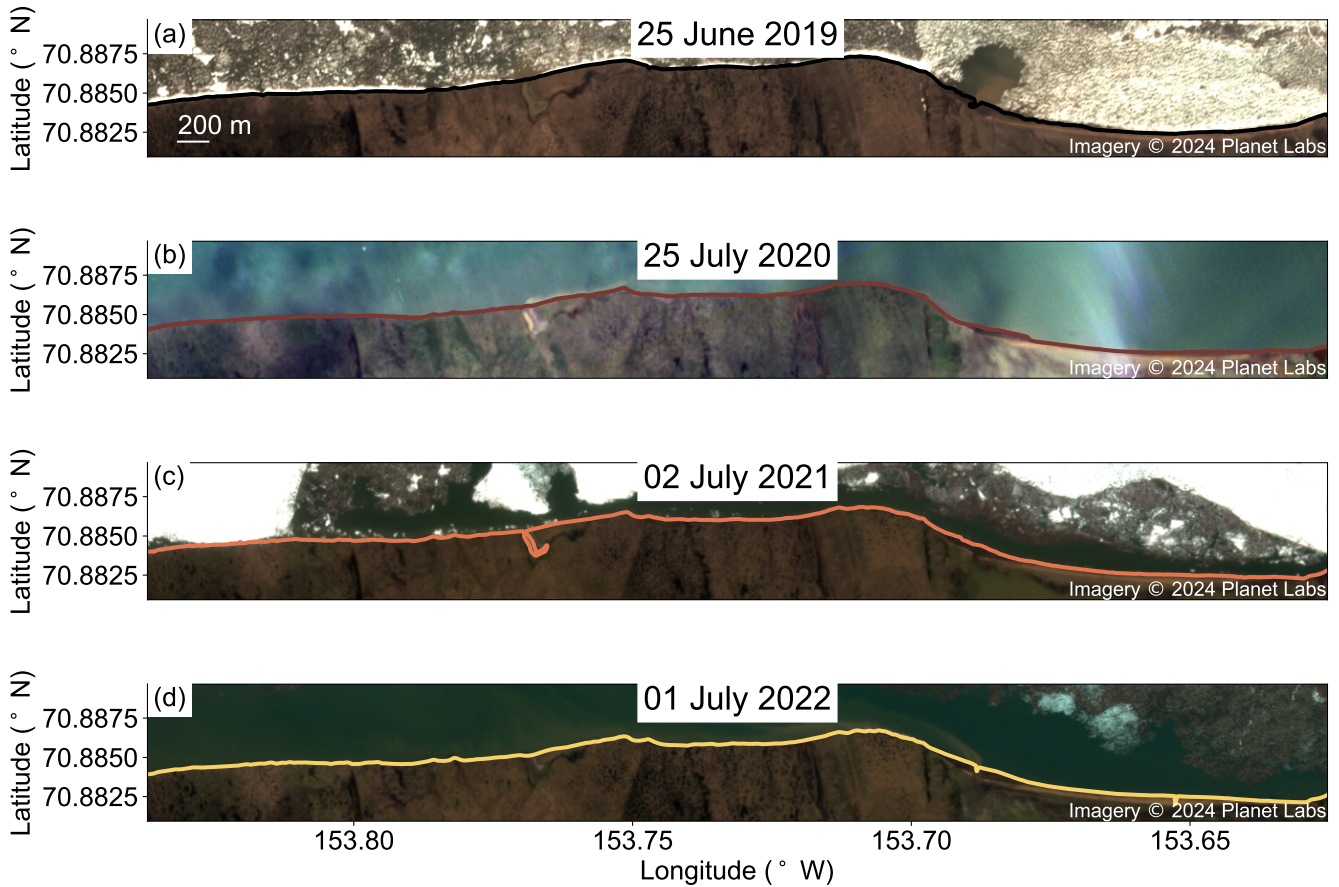 (a)
25 June 2019
Latitude (° N)
70.8875
70.8850
70.8825
200 m
Imagery © 2024 Planet Labs
(b)
25 July 2020
Latitude (° N)
70.8875
70.8850
70.8825
Imagery © 2024 Planet Labs
(c)
02 July 2021
Latitude (° N)
70.8875
70.8850
70.8825
Imagery © 2024 Planet Labs
(d)
01 July 2022
Latitude (° N)
70.8875
70.8850
70.8825
Imagery © 2024 Planet Labs
153.80 153.75 153.70 153.65
Longitude (° W)